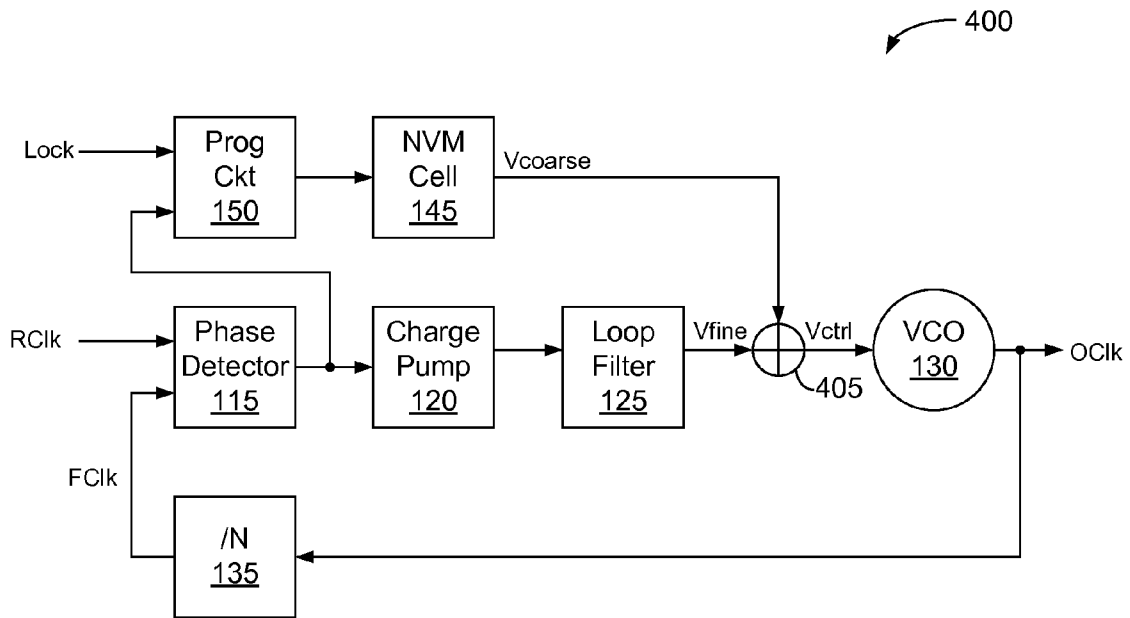 400
Lock
Prog
Ckt
150
NVM
Cell
145
Vcoarse
RClk
Phase
Detector
115
Charge
Pump
120
Loop
Filter
125
Vfine
Vctrl
405
VCO
130
OClk
FClk
/N
135